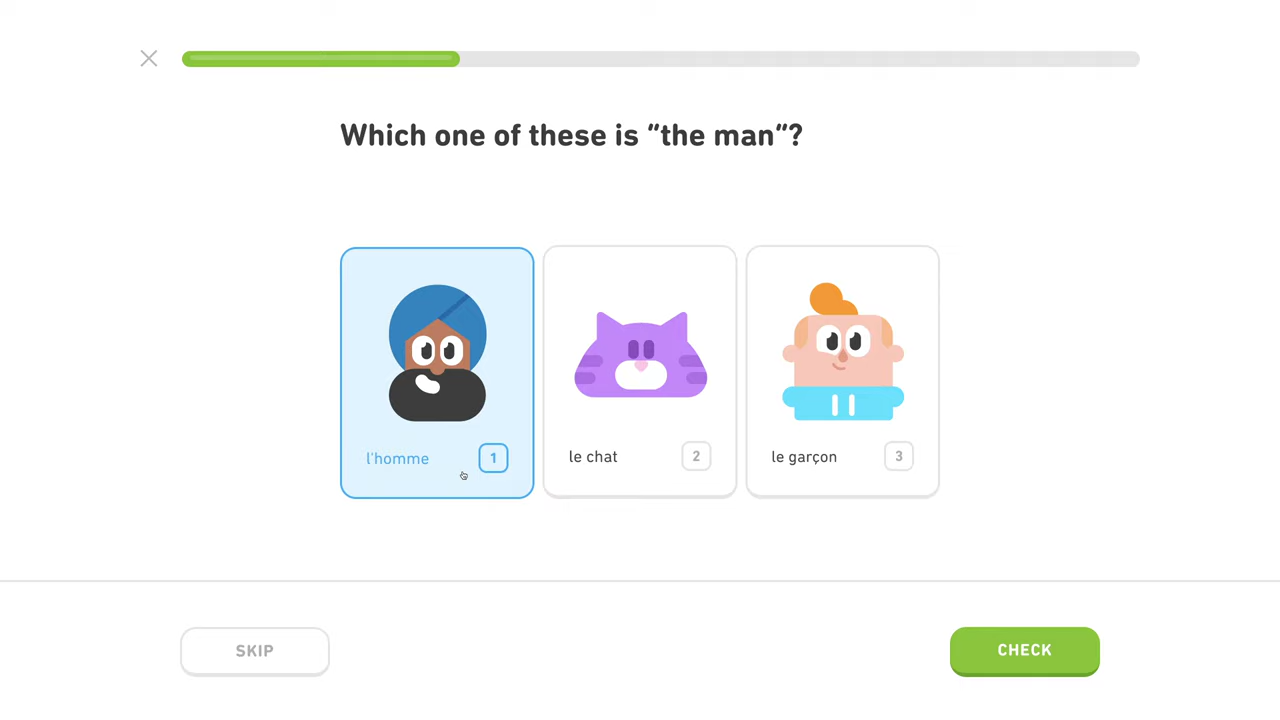 Which one of these is “the man”?
l'homme 1
le chat 2
le garçon 3
SKIP
CHECK